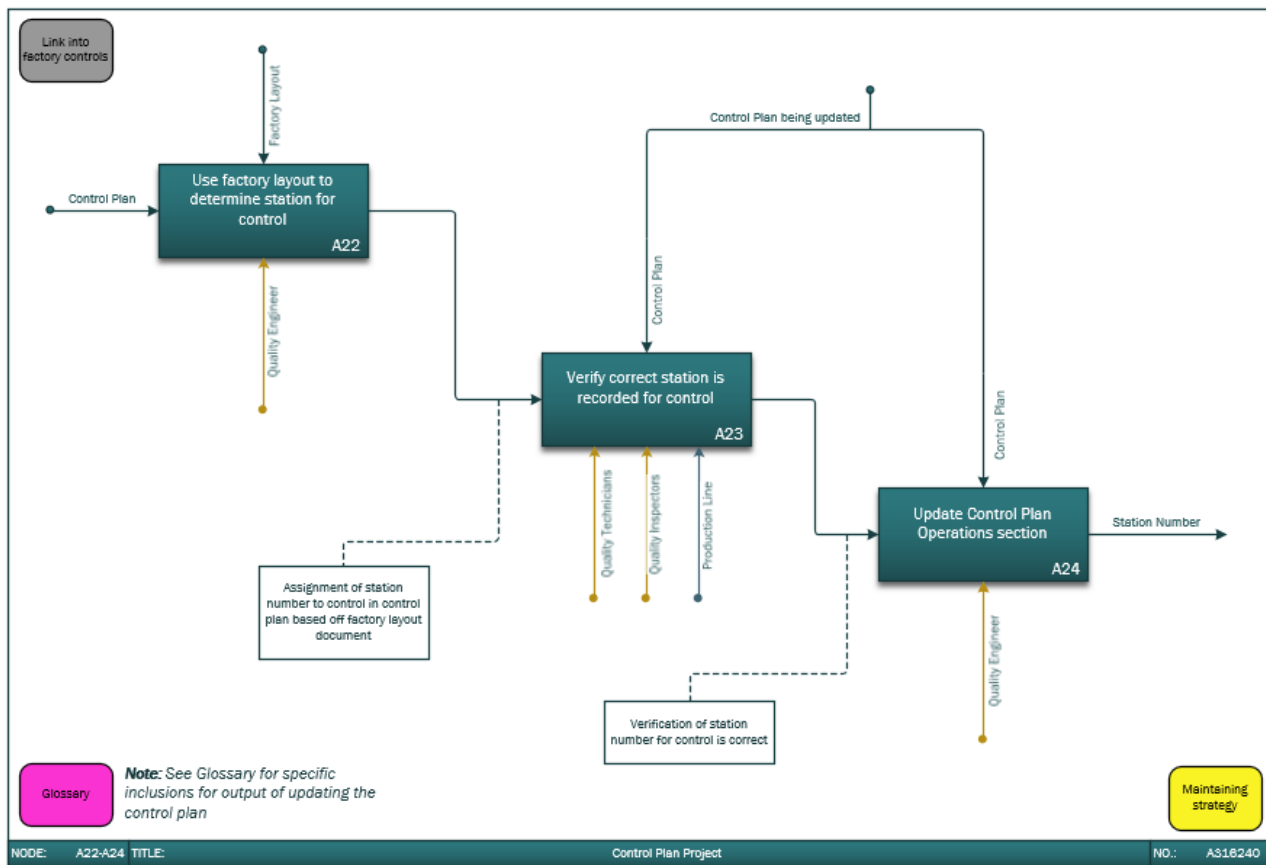 Link into
factory controls
Factory Layout
Control Plan being updated
Control Plan
Use factory layout to
determine station for
control
A22
Quality Engineer
Control Plan
Control Plan
Verify correct station is
recorded for control
A23
Quality Technicians
Quality Inspectors
Production Line
Update Control Plan
Operations section
A24
Station Number
Quality Engineer
Assignment of station
number to control in control
plan based off factory layout
document
Verification of station
number for control is correct
Glossary
Note: See Glossary for specific
inclusions for output of updating the
control plan
Maintaining
strategy
NODE: A22-A24 TITLE: Control Plan Project NO.: A316240